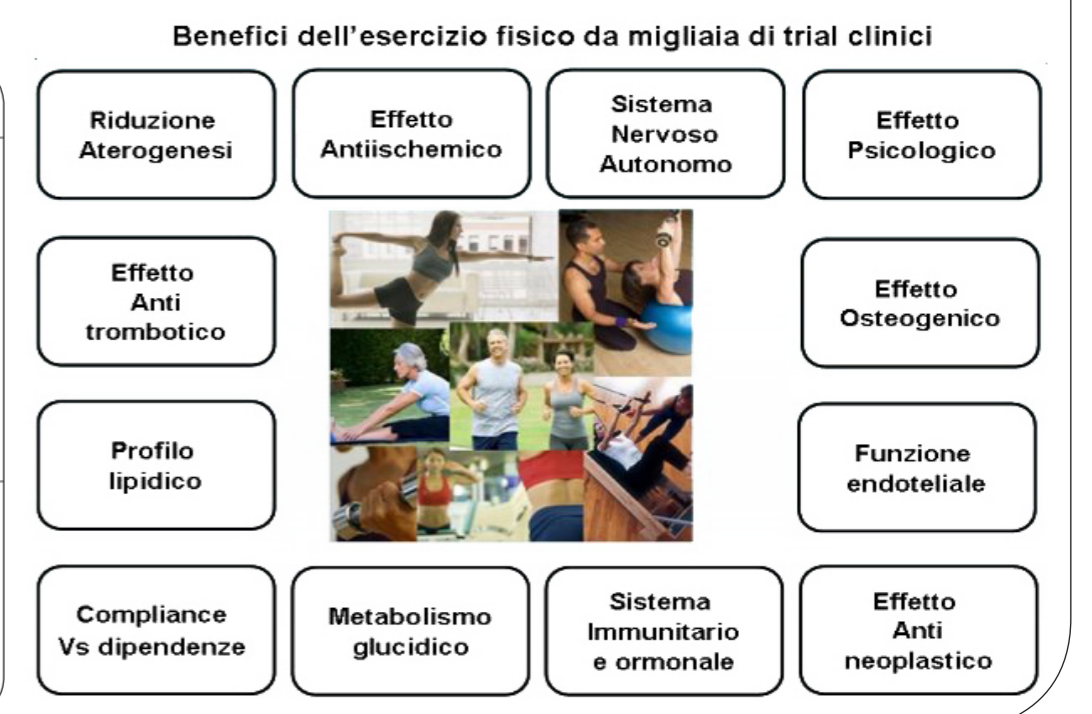 Benefici dell'esercizio fisico da migliaia di trial clinici
Riduzione
Aterogenesi
Effetto
Antiischemico
Sistema
Nervoso
Autonomo
Effetto
Psicologico
Effetto
Anti
trombotico
Effetto
Osteogenico
Profilo
lipidico
Funzione
endoteliale
Compliance
Vs dipendenze
Metabolismo
glucidico
Sistema
Immunitario
e ormonale
Effetto
Anti
neoplastico